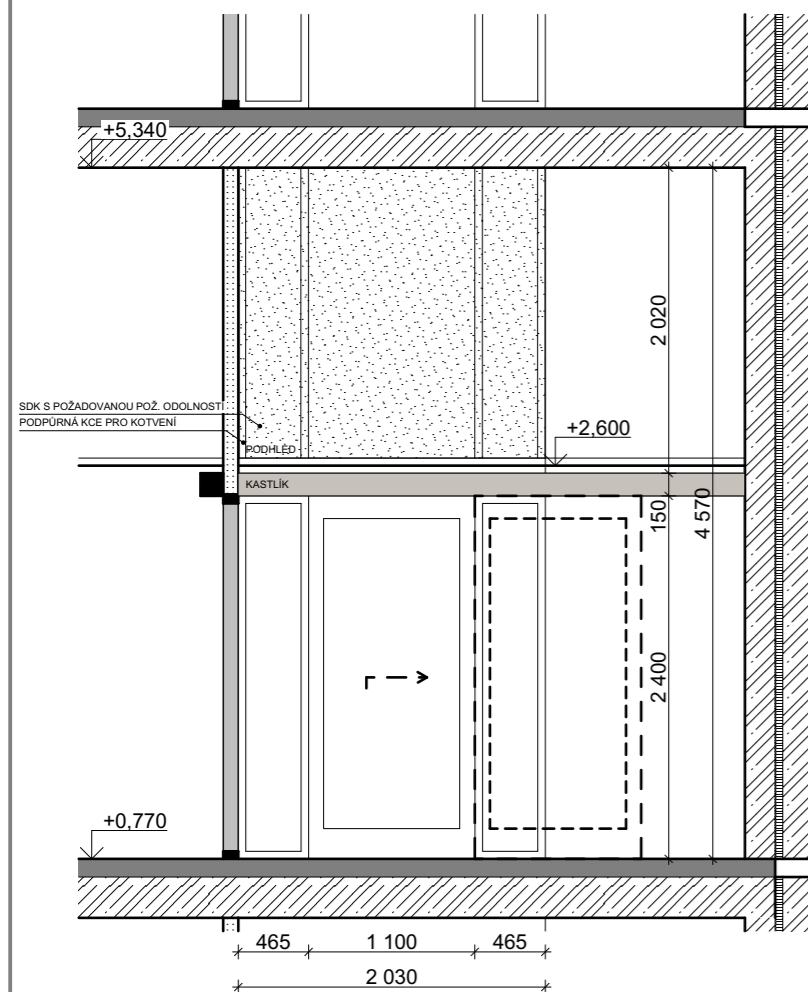 +5,340
2 020
SDK S POŽADOVANOU POŽ. ODOLNOSTÍ
PODPŮRNÁ KCE PRO KOTVENÍ
PODHLED
+2,600
KASTLÍK
150
4 570
2 400
+0,770
465
1 100
465
2 030